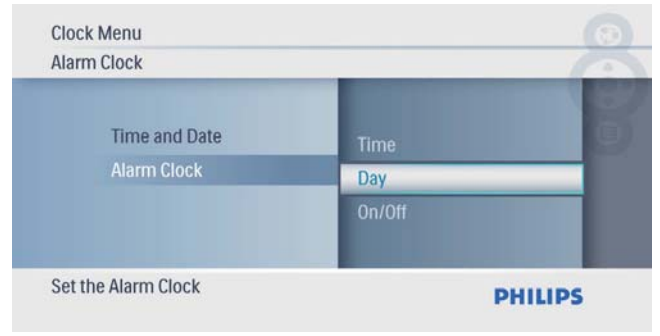 Clock Menu
Alarm Clock
Time and Date
Alarm Clock
Time
Day
On/Off
Set the Alarm Clock
PHILIPS